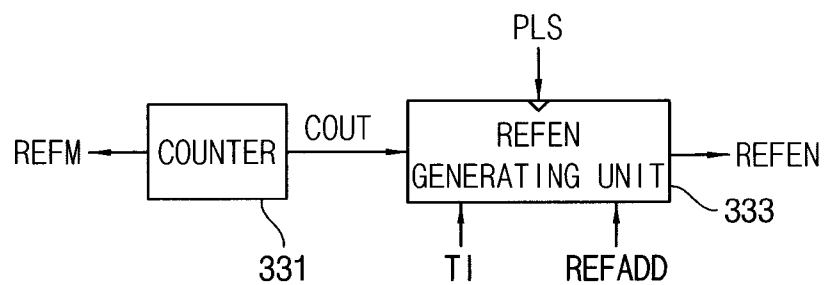 PLS
REFM
COUNTER
COUT
REFEN
GENERATING UNIT
REFEN
331
333
TI
REFADD